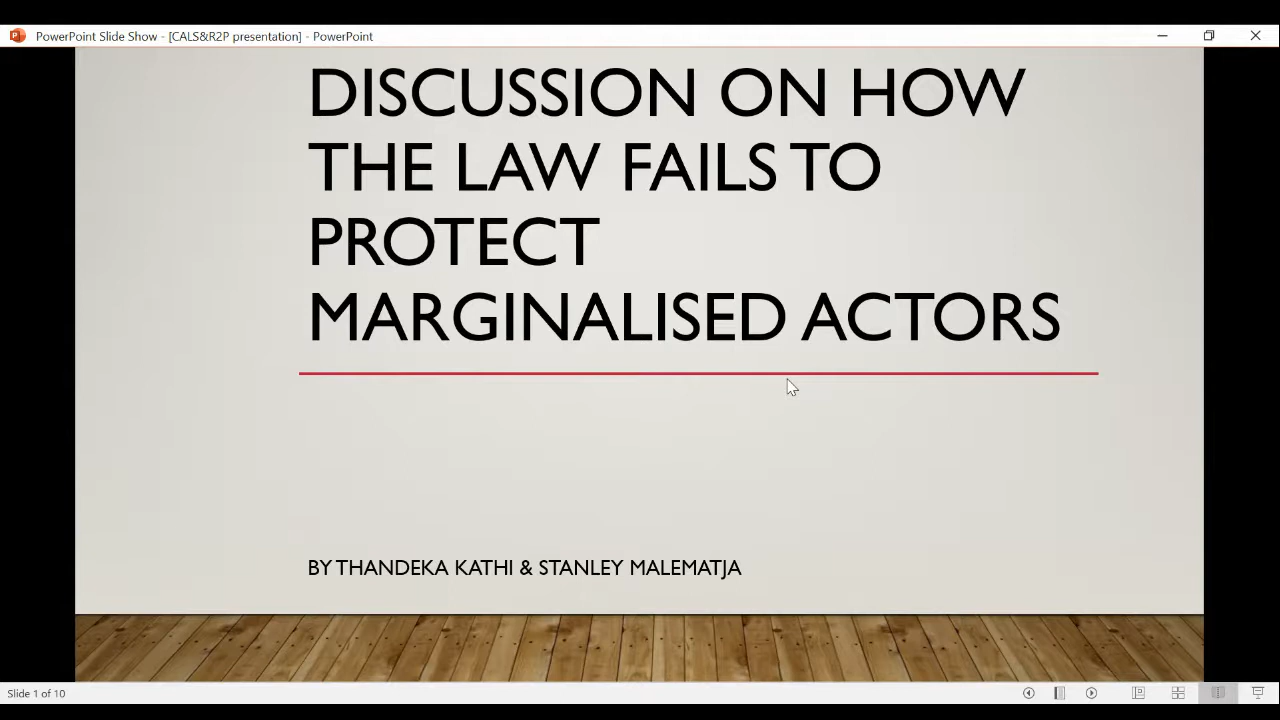 PowerPoint Slide Show - [CALS&R2P presentation] - PowerPoint
DISCUSSION ON HOW
THE LAW FAILS TO
PROTECT
MARGINALISED ACTORS
BY THANDEKA KATHI & STANLEY MALEMATJA
Slide 1 of 10